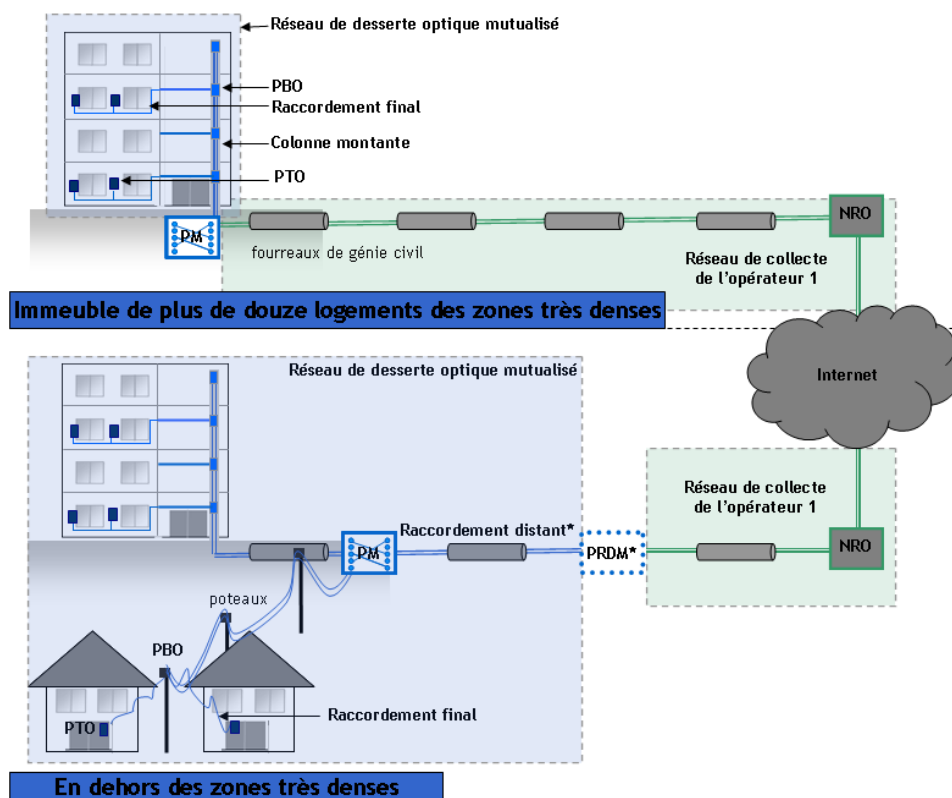 Réseau de desserte optique mutualisé
PBO
Raccordement final
Colonne montante
PTO
PM
NRO
fourreaux de génie civil
Réseau de collecte
de l'opérateur 1
Immeuble de plus de douze logements des zones très denses
Internet
Réseau de desserte optique mutualisé
Réseau de collecte
de l'opérateur 1
Raccordement distant*
PM
PRDM*
NRO
poteaux
PBO
PTO
Raccordement final
En dehors des zones très denses